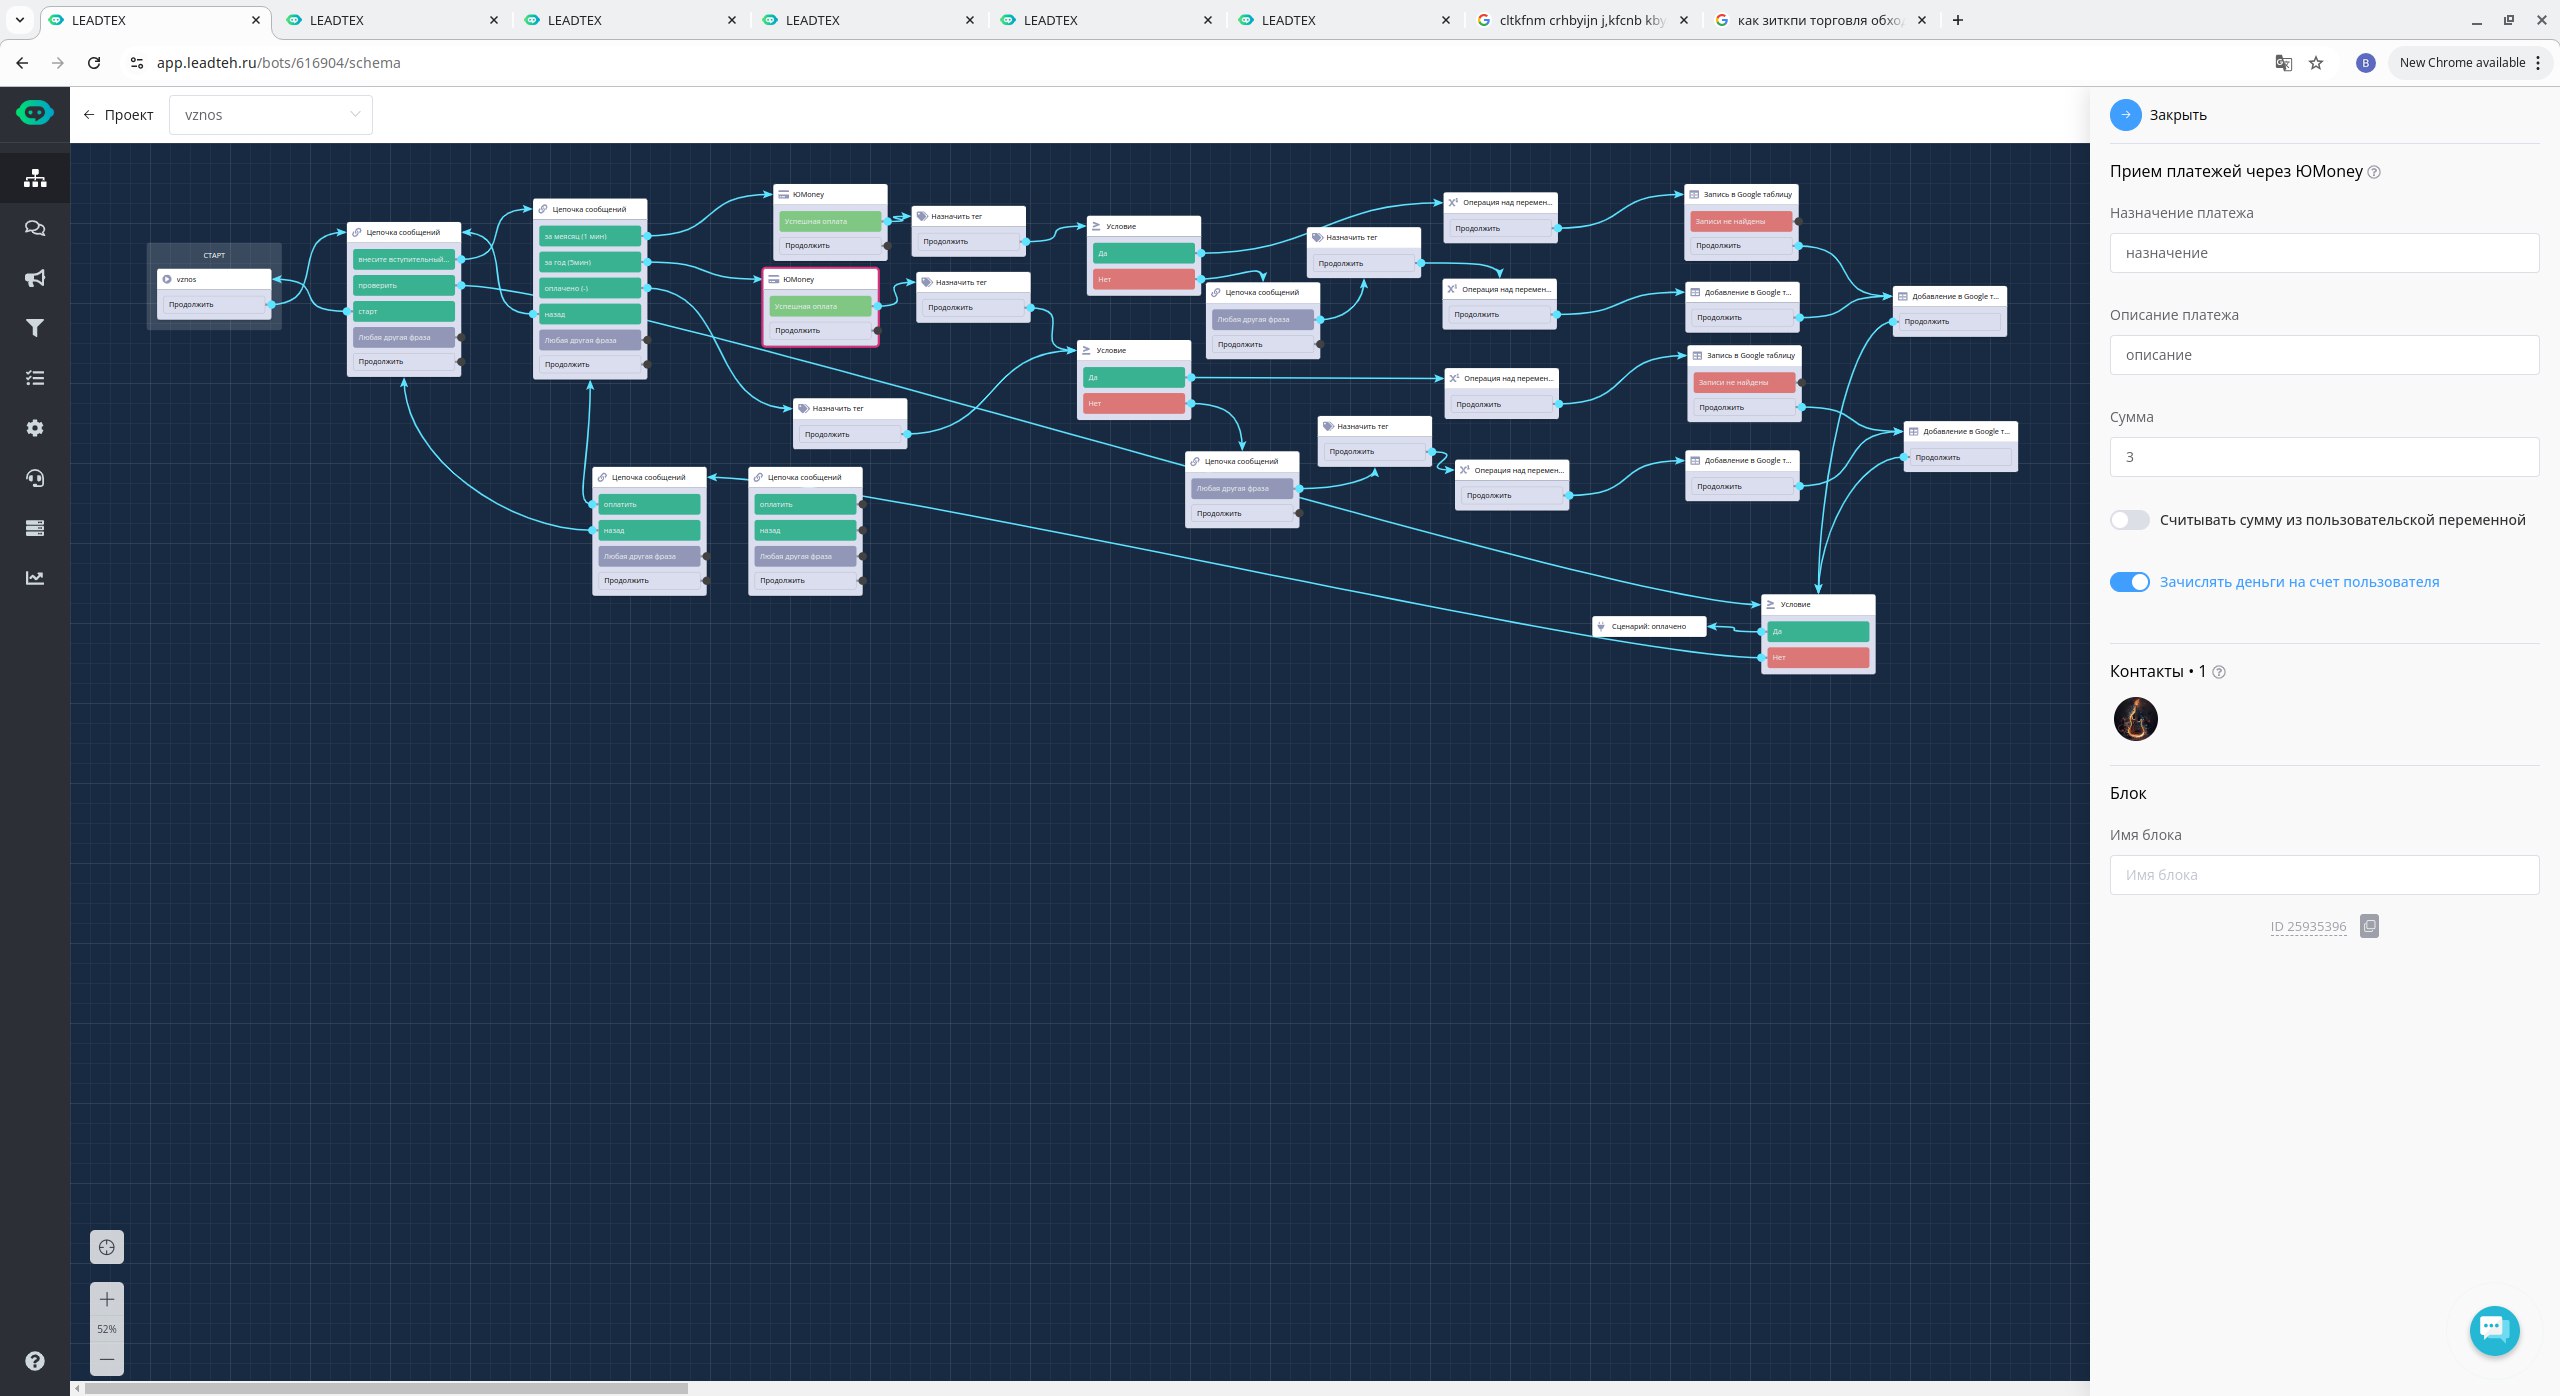 LEADTEX
LEADTEX
LEADTEX
LEADTEX
LEADTEX
LEADTEX
cltkfnm crhbyijn j,kfcnb kby
как зиткпи торговля обхо
app.leadteh.ru/bots/616904/schema
New Chrome available
Проект
vznos
СТАРТ
vznos
Продолжить
Цепочка сообщений
внесите вступительный...
проверить
старт
Любая другая фраза
Продолжить
Цепочка сообщений
за меясяц (1 мин)
за год (5мин)
оплачено (-)
назад
Любая другая фраза
Продолжить
ЮMoney
Успешная оплата
Продолжить
ЮMoney
Успешная оплата
Продолжить
Назначить тег
Продолжить
Назначить тег
Продолжить
Назначить тег
Продолжить
Цепочка сообщений
оплатить
назад
Любая другая фраза
Продолжить
Цепочка сообщений
оплатить
назад
Любая другая фраза
Продолжить
Условие
Да
Нет
Условие
Да
Нет
Цепочка сообщений
Любая другая фраза
Продолжить
Назначить тег
Продолжить
Цепочка сообщений
Любая другая фраза
Продолжить
Назначить тег
Продолжить
Операция над перемен...
Продолжить
Операция над перемен...
Продолжить
Операция над перемен...
Продолжить
Операция над перемен...
Продолжить
Запись в Google таблицу
Записи не найдены
Продолжить
Добавление в Google т...
Продолжить
Запись в Google таблицу
Записи не найдены
Продолжить
Добавление в Google т...
Продолжить
Добавление в Google т...
Продолжить
Добавление в Google т...
Продолжить
Сценарий: оплачено
Условие
Да
Нет
52%
Закрыть
Прием платежей через ЮMoney
Назначение платежа
назначение
Описание платежа
описание
Сумма
3
Считывать сумму из пользовательской переменной
Зачислять деньги на счет пользователя
Контакты • 1
Блок
Имя блока
Имя блока
ID 25935396